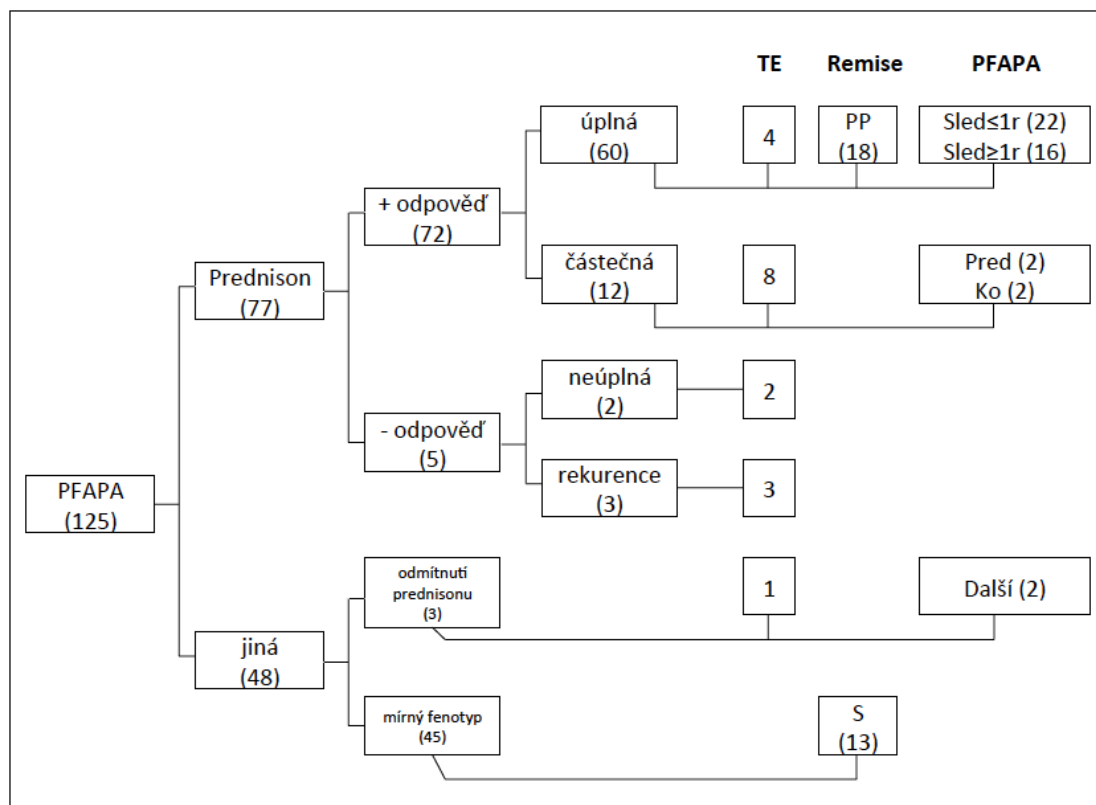 TE Remise PFAPA
úplná
(60)
4
PP
(18)
Sled≤1r (22)
Sled≥1r (16)
+ odpověď
(72)
částečná
(12)
8
Pred (2)
Ko (2)
Prednison
(77)
neúplná
(2)
2
- odpověď
(5)
rekurence
(3)
3
PFAPA
(125)
odmítnutí
prednisonu
(3)
1
Další (2)
jiná
(48)
mírný fenotyp
(45)
S
(13)